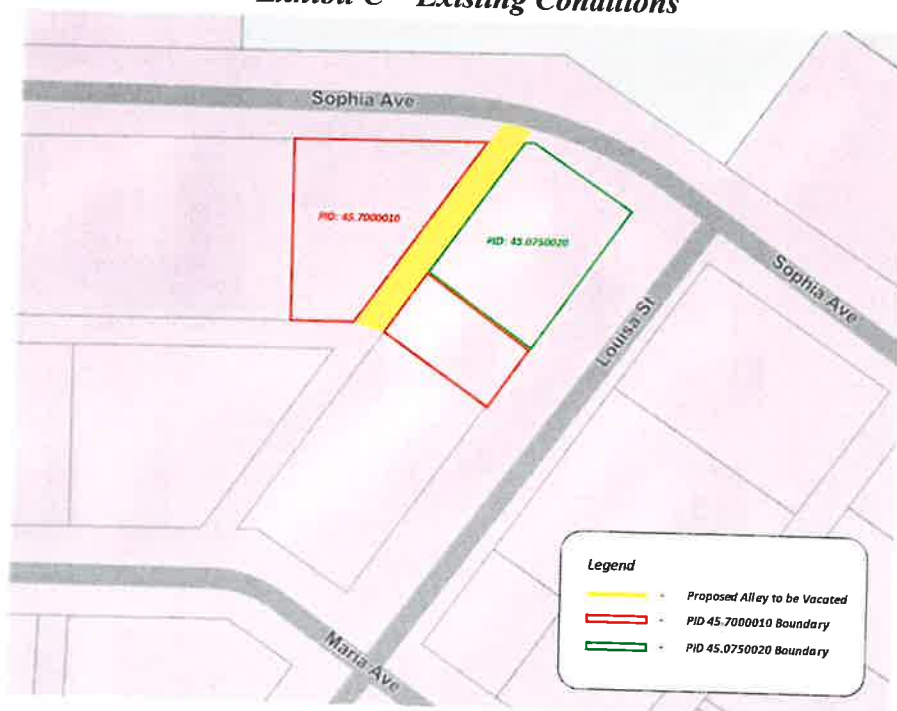 Exhibit C – Existing Conditions
Sophia Ave
PID: 45.7000010
PID: 45.0750020
Sophia Ave
Louisa St
Maria Ave
Legend
- Proposed Alley to be Vacated
- PID 45.7000010 Boundary
- PID 45.0750020 Boundary